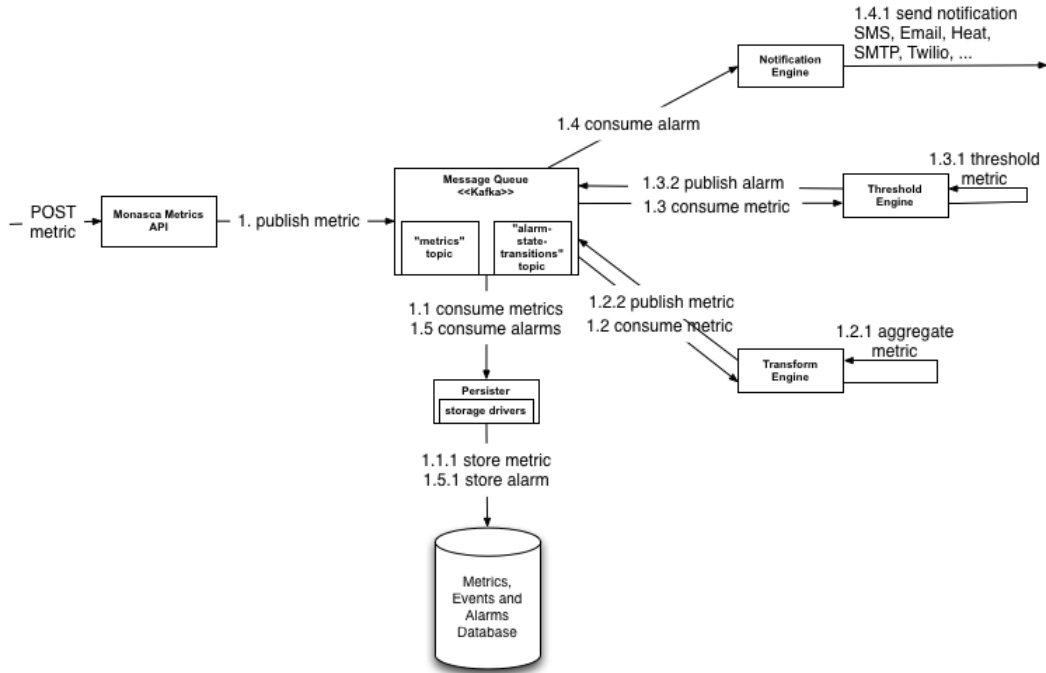 1.4.1 send notification
SMS, Email, Heat,
SMTP, Twilio, ...
Notification
Engine
1.4 consume alarm
Message Queue
<<Kafka>>
"metrics"
topic
"alarm-
state-
transitions"
topic
1.3.2 publish alarm
1.3 consume metric
Threshold
Engine
1.3.1 threshold
metric
POST
metric
Monasca Metrics
API
1. publish metric
1.1 consume metrics
1.5 consume alarms
1.2.2 publish metric
1.2 consume metric
1.2.1 aggregate
metric
Transform
Engine
Persister
storage drivers
1.1.1 store metric
1.5.1 store alarm
Metrics,
Events and
Alarms
Database